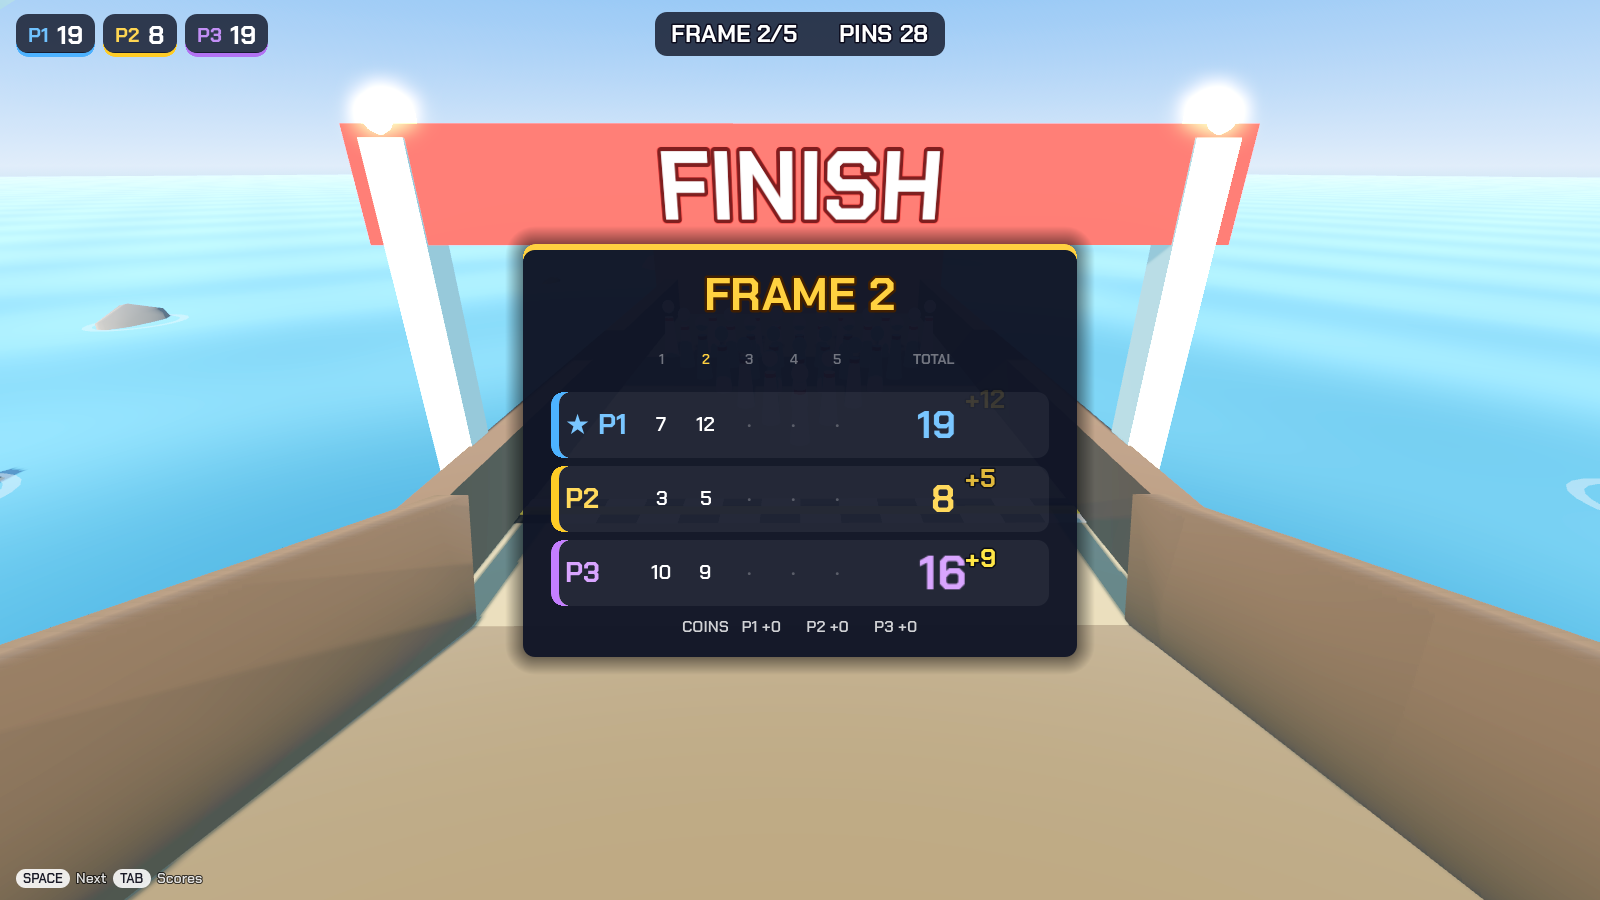 P1 19 P2 8 P3 19
FRAME 2/5 PINS 28
FINISH
FRAME 2
1 2 3 4 5 TOTAL
★ P1 7 12 · · · 19 +12
P2 3 5 · · · 8 +5
P3 10 9 · · · 16 +9
COINS P1 +0 P2 +0 P3 +0
SPACE Next TAB Scores